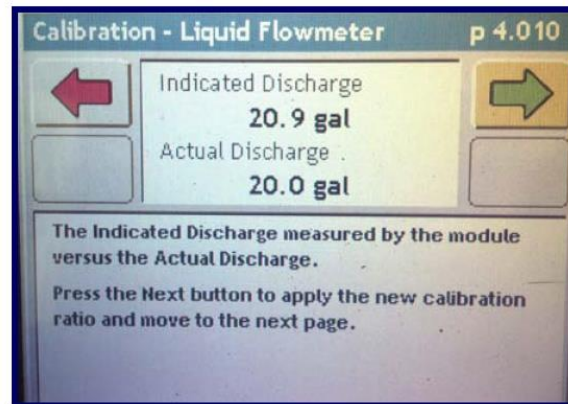 Calibration - Liquid Flowmeter p 4.010
Indicated Discharge
20.9 gal
Actual Discharge
20.0 gal
The Indicated Discharge measured by the module
versus the Actual Discharge.
Press the Next button to apply the new calibration
ratio and move to the next page.